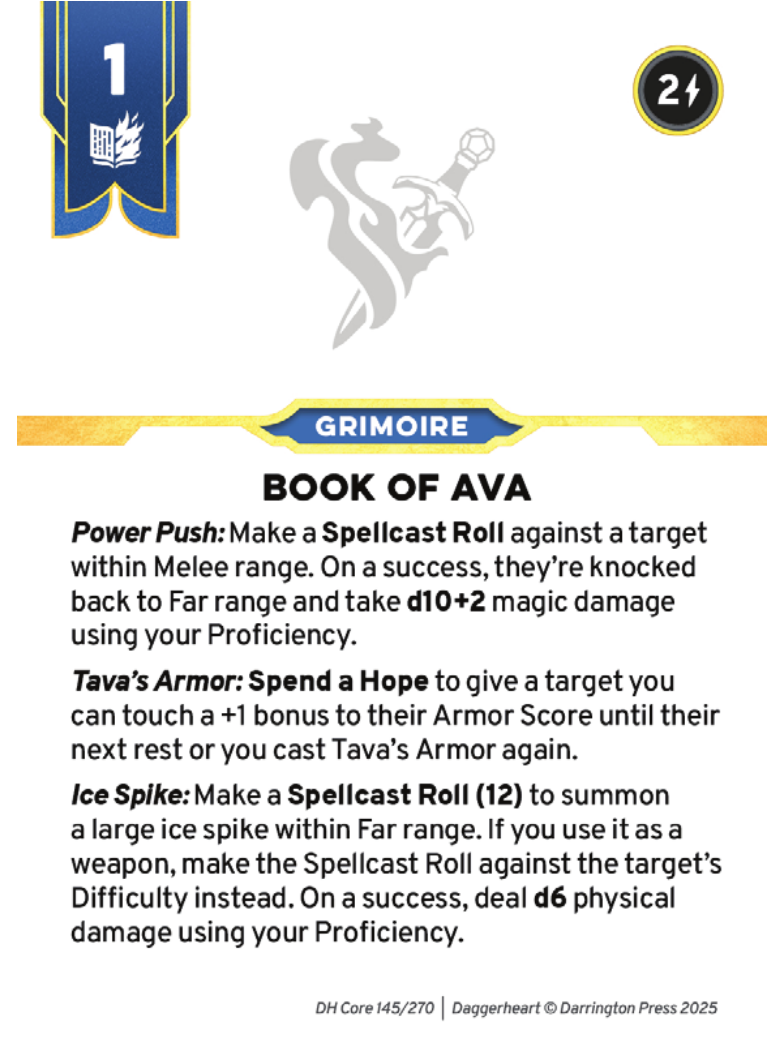 1
2
GRIMOIRE
BOOK OF AVA
Power Push: Make a Spellcast Roll against a target
within Melee range. On a success, they're knocked
back to Far range and take d10+2 magic damage
using your Proficiency.
Tava's Armor: Spend a Hope to give a target you
can touch a +1 bonus to their Armor Score until their
next rest or you cast Tava's Armor again.
Ice Spike: Make a Spellcast Roll (12) to summon
a large ice spike within Far range. If you use it as a
weapon, make the Spellcast Roll against the target's
Difficulty instead. On a success, deal d6 physical
damage using your Proficiency.
DH Core 145/270 | Daggerheart © Darrington Press 2025